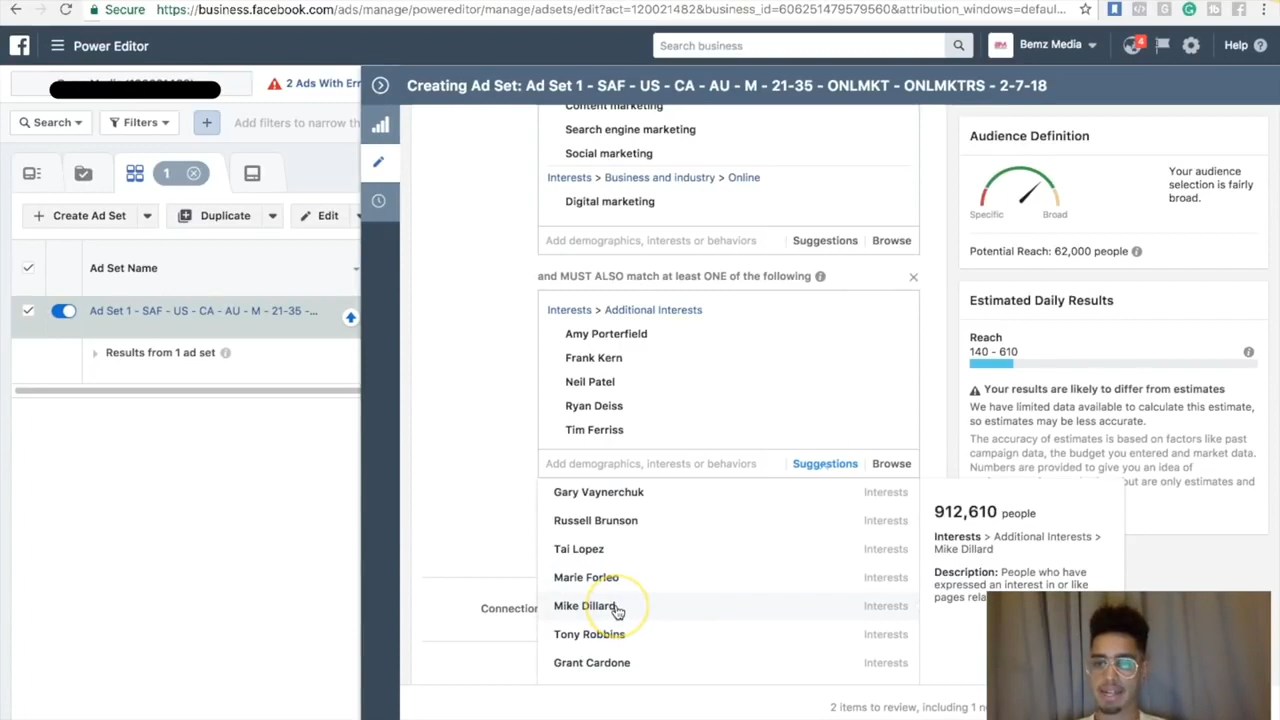 Secure https://business.facebook.com/ads/manage/powereditor/manage/adsets/edit?act=120021482&business_id=606251479579560&attribution_windows=defau...
Power Editor
Search business
Bemz Media
4
Help
2 Ads With Err
Creating Ad Set: Ad Set 1 - SAF - US - CA - AU - M - 21-35 - ONLMKT - ONLMKTRS - 2-7-18
Search
Filters
+
Add filters to narrow th
1
Create Ad Set
Duplicate
Edit
Ad Set Name
Ad Set 1 - SAF - US - CA - AU - M - 21-35 -...
Results from 1 ad set
Content marketing
Search engine marketing
Social marketing
Interests > Business and industry > Online
Digital marketing
Add demographics, interests or behaviors Suggestions Browse
and MUST ALSO match at least ONE of the following
Interests > Additional Interests
Amy Porterfield
Frank Kern
Neil Patel
Ryan Deiss
Tim Ferriss
Add demographics, interests or behaviors Suggestions Browse
Gary Vaynerchuk Interests
Russell Brunson Interests
Tai Lopez Interests
Marie Forleo Interests
Mike Dillard Interests
Tony Robbins Interests
Grant Cardone Interests
Connection
912,610 people
Interests > Additional Interests >
Mike Dillard
Description: People who have
expressed an interest in or like
pages rela
Audience Definition
Your audience
selection is fairly
broad.
Specific Broad
Potential Reach: 62,000 people
Estimated Daily Results
Reach
140 - 610
Your results are likely to differ from estimates
We have limited data available to calculate this estimate,
so estimates may be less accurate.
The accuracy of estimates is based on factors like past
campaign data, the budget you entered and market data.
Numbers are provided to give you an idea of
but are only estimates and
2 items to review, including 1 n